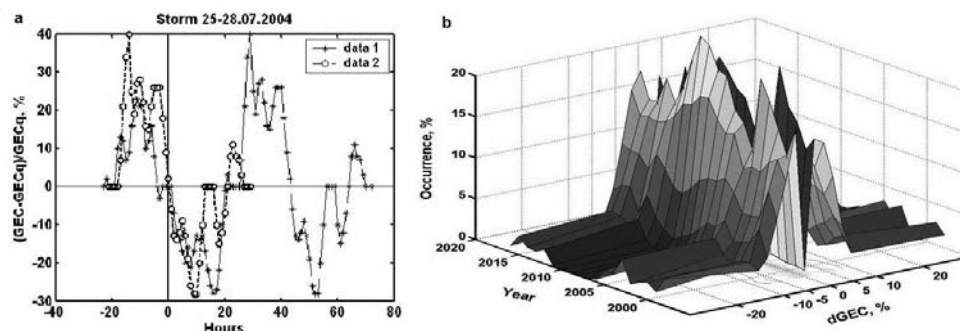 a
Storm 25-28.07.2004
data 1
data 2
(GEC-GECq)/GECq, %
40
30
20
10
0
-10
-20
-30
-40 -20 0 20 40 60 80
Hours
b
Occurrence, %
20
15
10
5
0
2020
2015
2010
2005
2000
Year
-20 -10 -5 0 5 10 20
dGEC, %